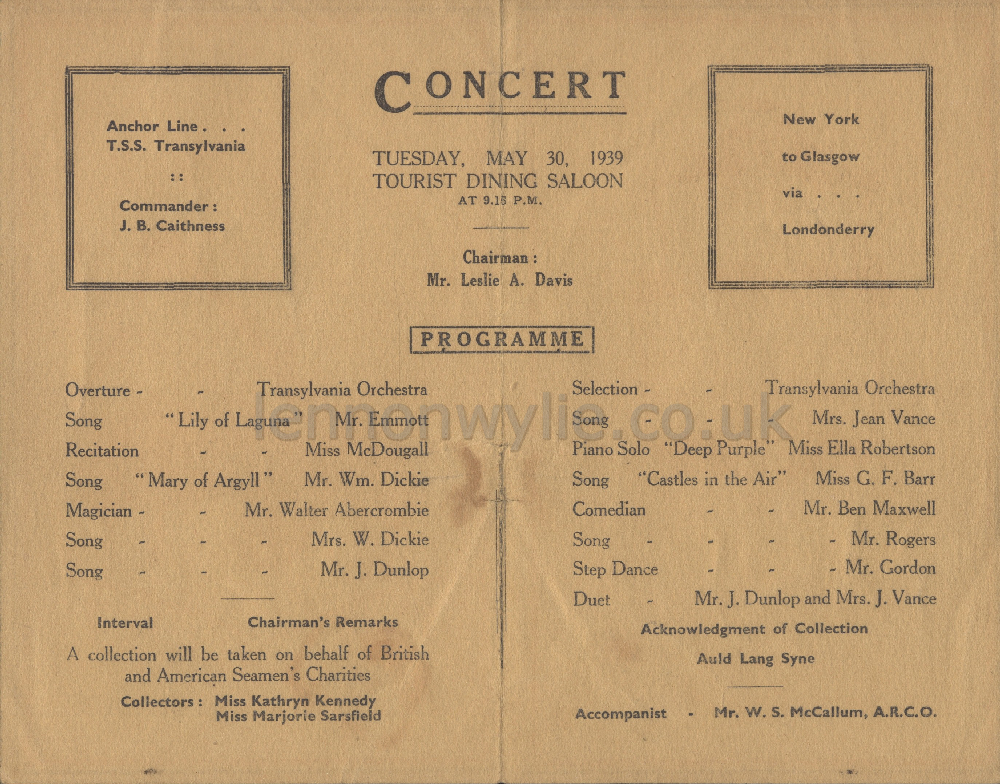 CONCERT
Anchor Line . . .
T.S.S. Transylvania
: :
Commander :
J. B. Caithness
TUESDAY, MAY 30, 1939
TOURIST DINING SALOON
AT 9.15 P.M.
Chairman :
Mr. Leslie A. Davis
New York
to Glasgow
via . . .
Londonderry
PROGRAMME
Overture - - Transylvania Orchestra
Song "Lily of Laguna" Mr. Emmott
Recitation - - Miss McDougall
Song "Mary of Argyll" Mr. Wm. Dickie
Magician - - Mr. Walter Abercrombie
Song - - - Mrs. W. Dickie
Song - - - Mr. J. Dunlop
Interval Chairman's Remarks
A collection will be taken on behalf of British
and American Seamen's Charities
Collectors : Miss Kathryn Kennedy
Miss Marjorie Sarsfield
Selection - - Transylvania Orchestra
Song - - Mrs. Jean Vance
Piano Solo "Deep Purple" Miss Ella Robertson
Song "Castles in the Air" Miss G. F. Barr
Comedian - - Mr. Ben Maxwell
Song - - - - Mr. Rogers
Step Dance - - - Mr. Gordon
Duet - Mr. J. Dunlop and Mrs. J. Vance
Acknowledgment of Collection
Auld Lang Syne
Accompanist - Mr. W. S. McCallum, A.R.C.O.
lennonwylie.co.uk